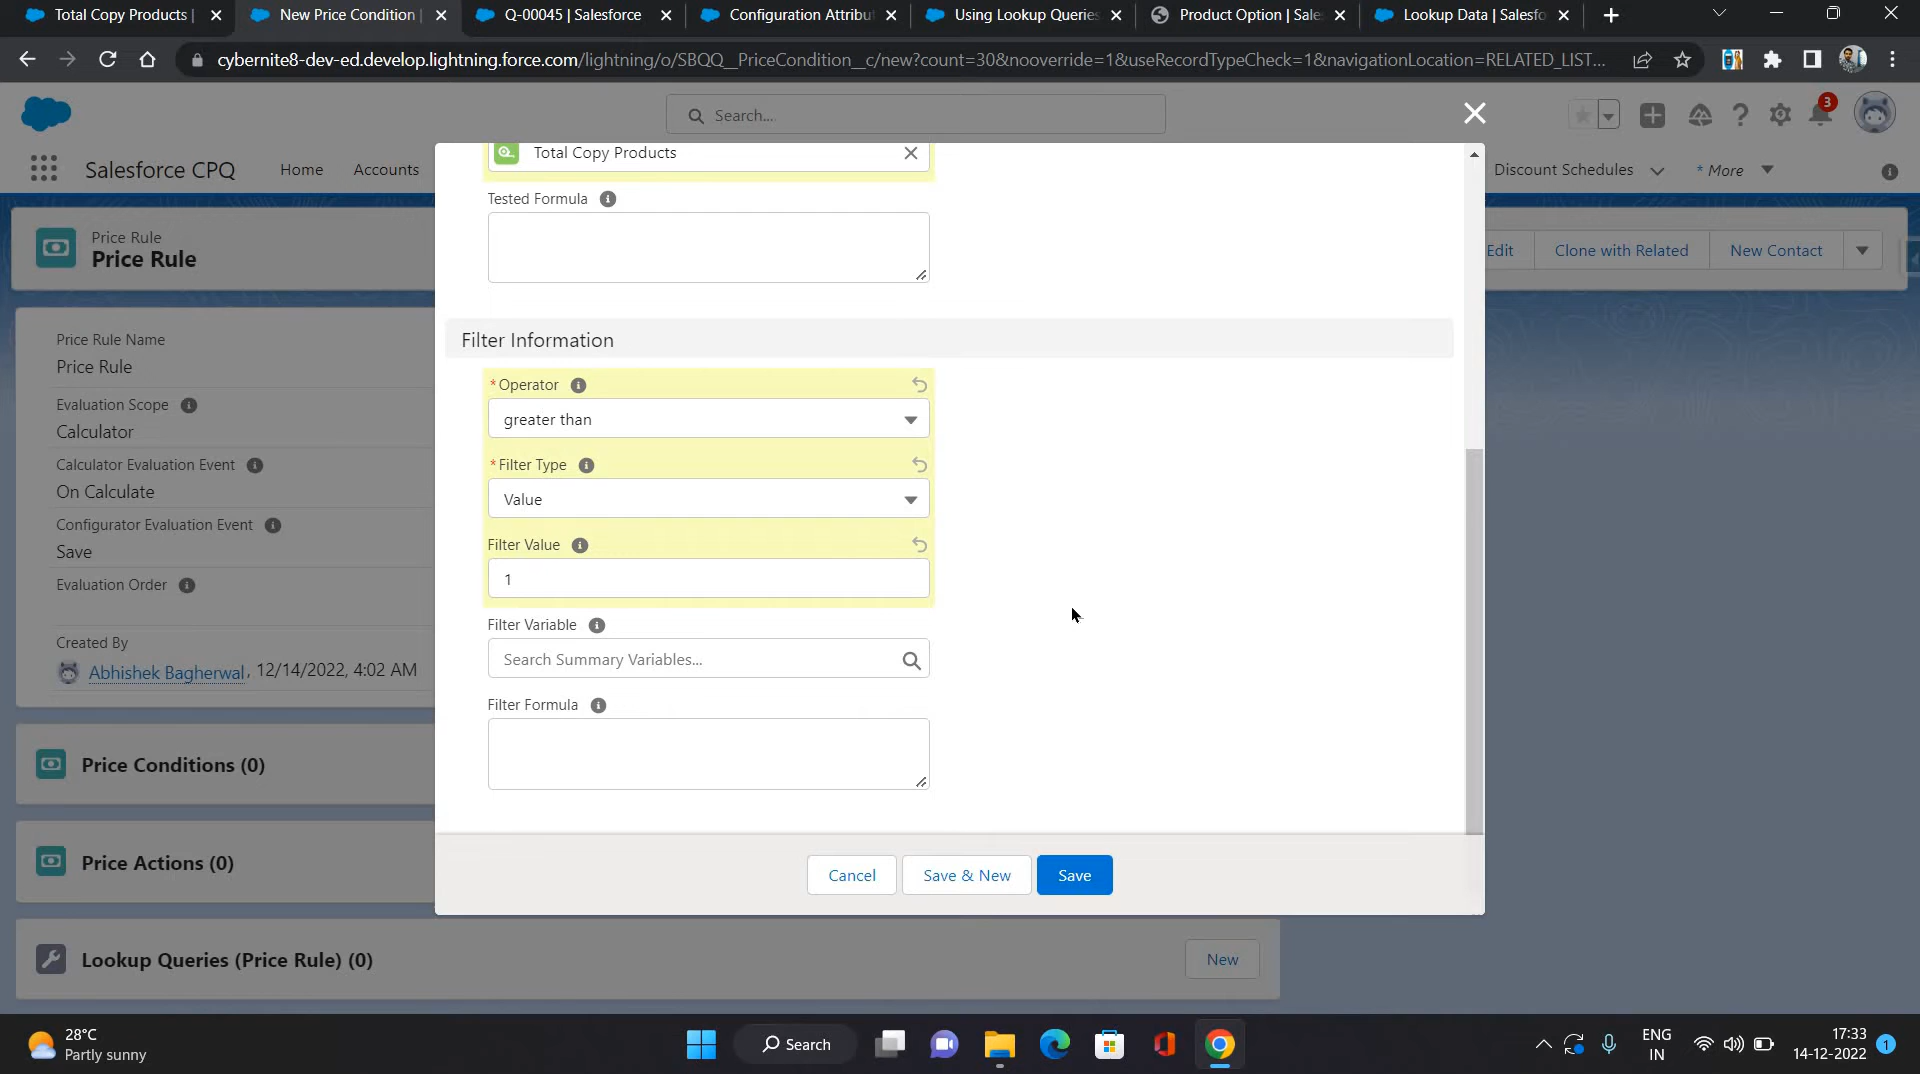 Total Copy Products |
New Price Condition |
Q-00045 | Salesforce
Configuration Attribu
Using Lookup Queries
Product Option | Sale
Lookup Data | Salesfo
cybernite8-dev-ed.develop.lightning.force.com/lightning/o/SBQQ__PriceCondition__c/new?count=30&nooverride=1&useRecordTypeCheck=1&navigationLocation=RELATED_LIST...
Search...
3
Salesforce CPQ
Home
Accounts
Discount Schedules
* More
Price Rule
Price Rule
Edit
Clone with Related
New Contact
Price Rule Name
Price Rule
Evaluation Scope
Calculator
Calculator Evaluation Event
On Calculate
Configurator Evaluation Event
Save
Evaluation Order
Created By
Abhishek Bagherwal, 12/14/2022, 4:02 AM
Price Conditions (0)
Price Actions (0)
Lookup Queries (Price Rule) (0)
New
Total Copy Products
Tested Formula
Filter Information
*Operator
greater than
*Filter Type
Value
Filter Value
1
Filter Variable
Search Summary Variables...
Filter Formula
Cancel
Save & New
Save
28°C
Partly sunny
Search
ENG
IN
17:33
14-12-2022
1